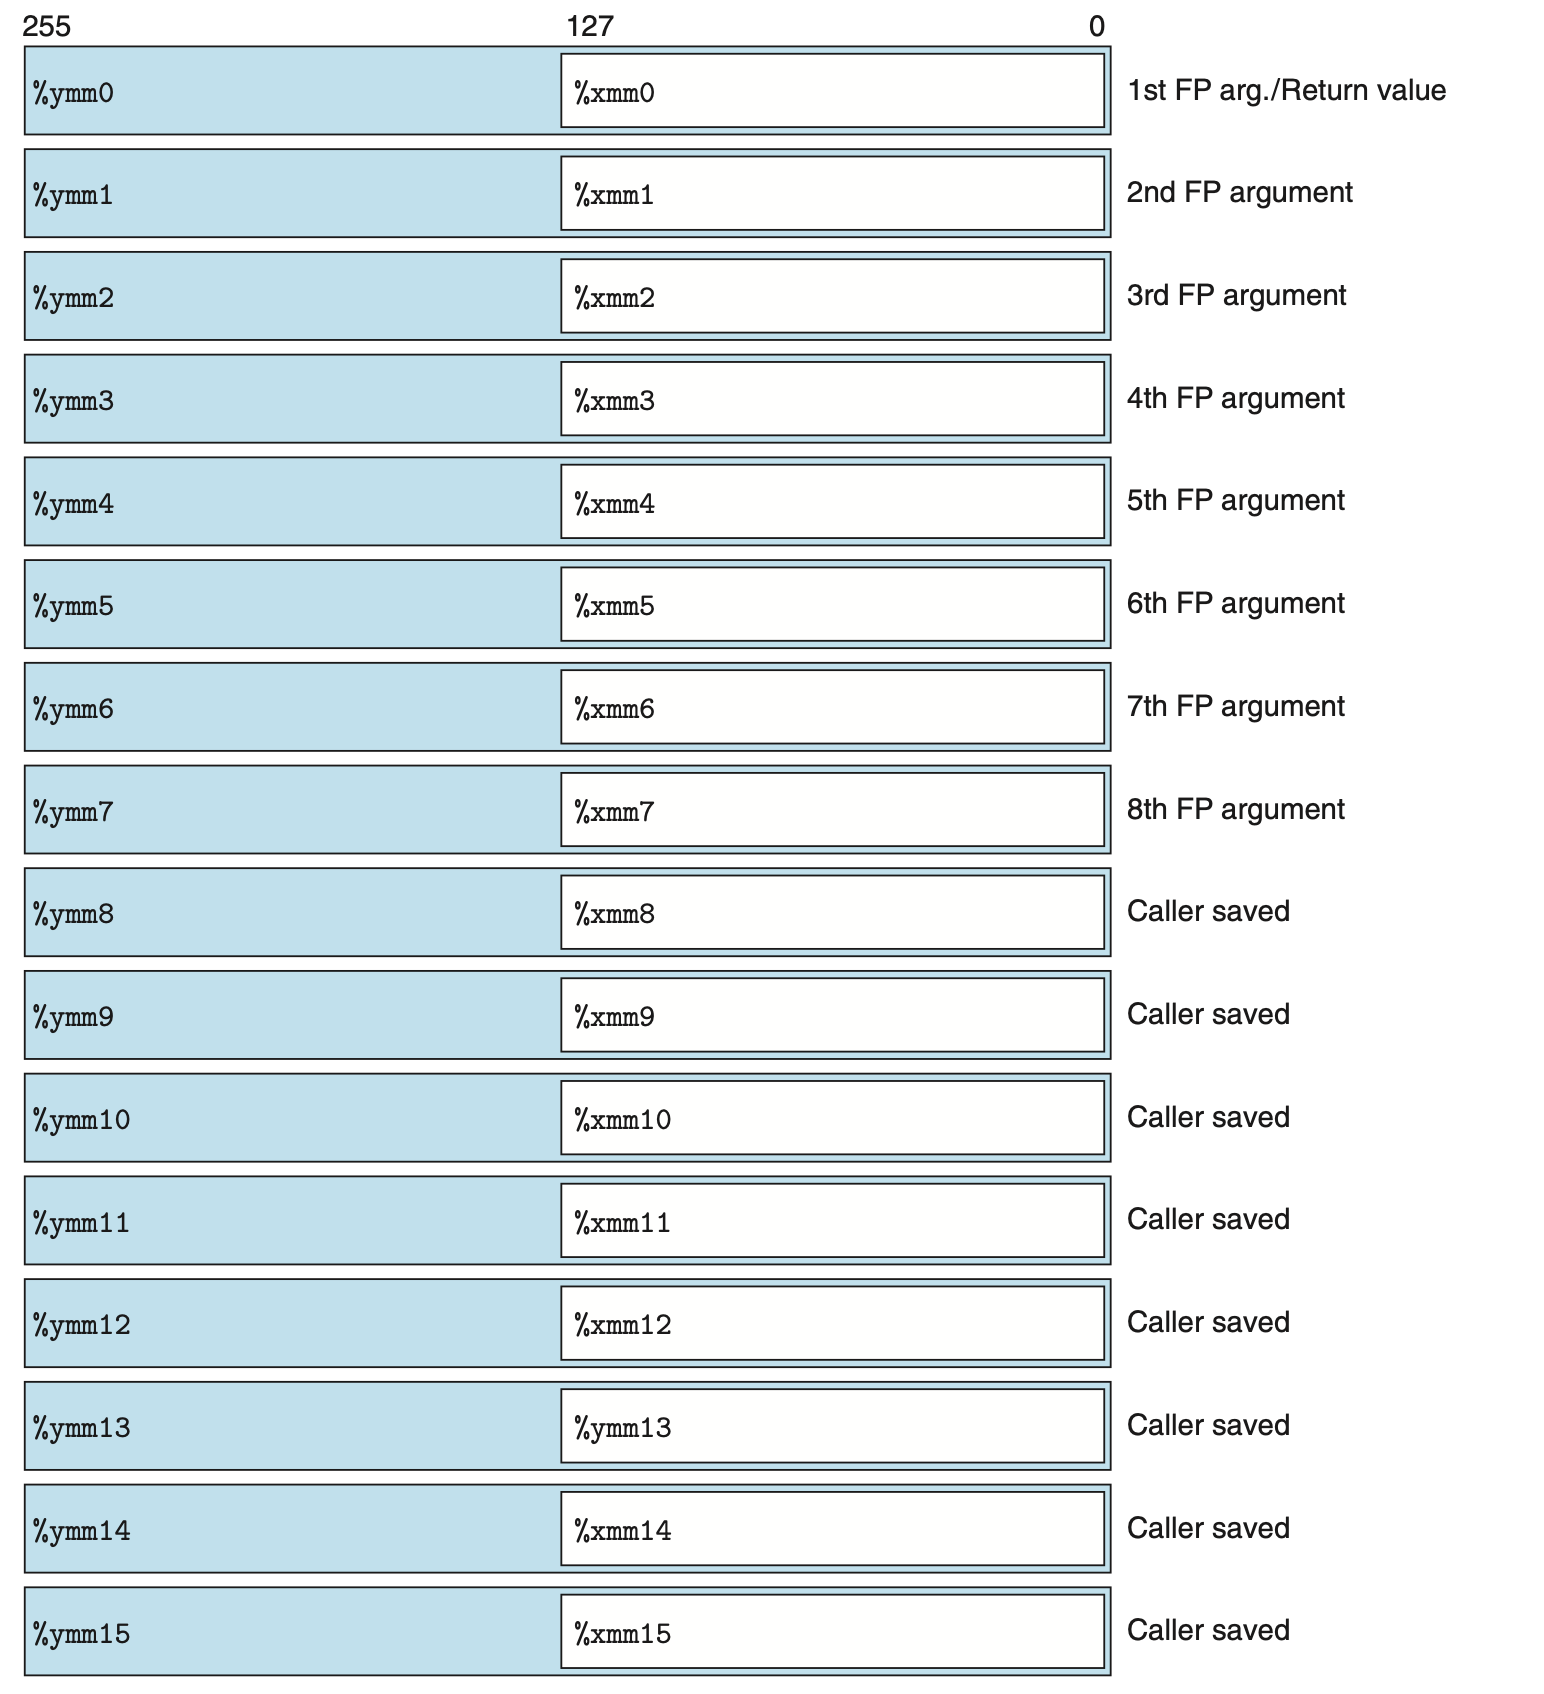 255 127 0
%ymm0 %xmm0 1st FP arg./Return value
%ymm1 %xmm1 2nd FP argument
%ymm2 %xmm2 3rd FP argument
%ymm3 %xmm3 4th FP argument
%ymm4 %xmm4 5th FP argument
%ymm5 %xmm5 6th FP argument
%ymm6 %xmm6 7th FP argument
%ymm7 %xmm7 8th FP argument
%ymm8 %xmm8 Caller saved
%ymm9 %xmm9 Caller saved
%ymm10 %xmm10 Caller saved
%ymm11 %xmm11 Caller saved
%ymm12 %xmm12 Caller saved
%ymm13 %ymm13 Caller saved
%ymm14 %xmm14 Caller saved
%ymm15 %xmm15 Caller saved